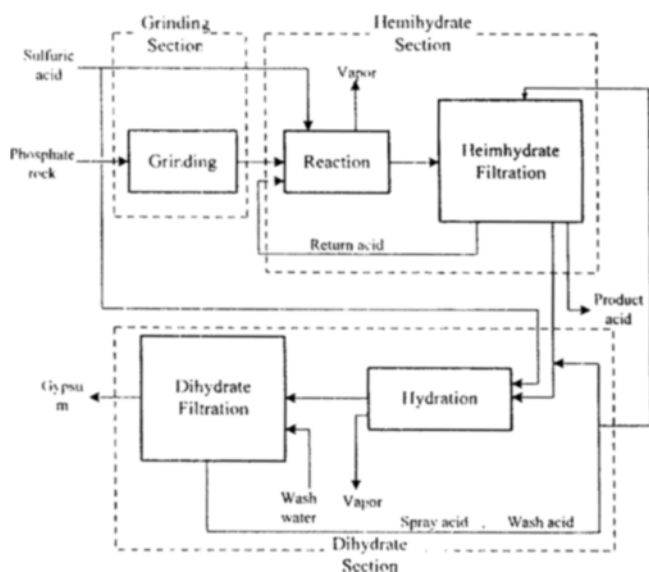 Grinding
Section
Hemihydrate
Section
Sulfuric
acid
Vapor
Phosphate
rock
Grinding
Reaction
Heimhydrate
Filtration
Return acid
Product
acid
Gypsu
m
Dihydrate
Filtration
Hydration
Wash
water
Vapor
Spray acid , Wash acid
Dihydrate
Section